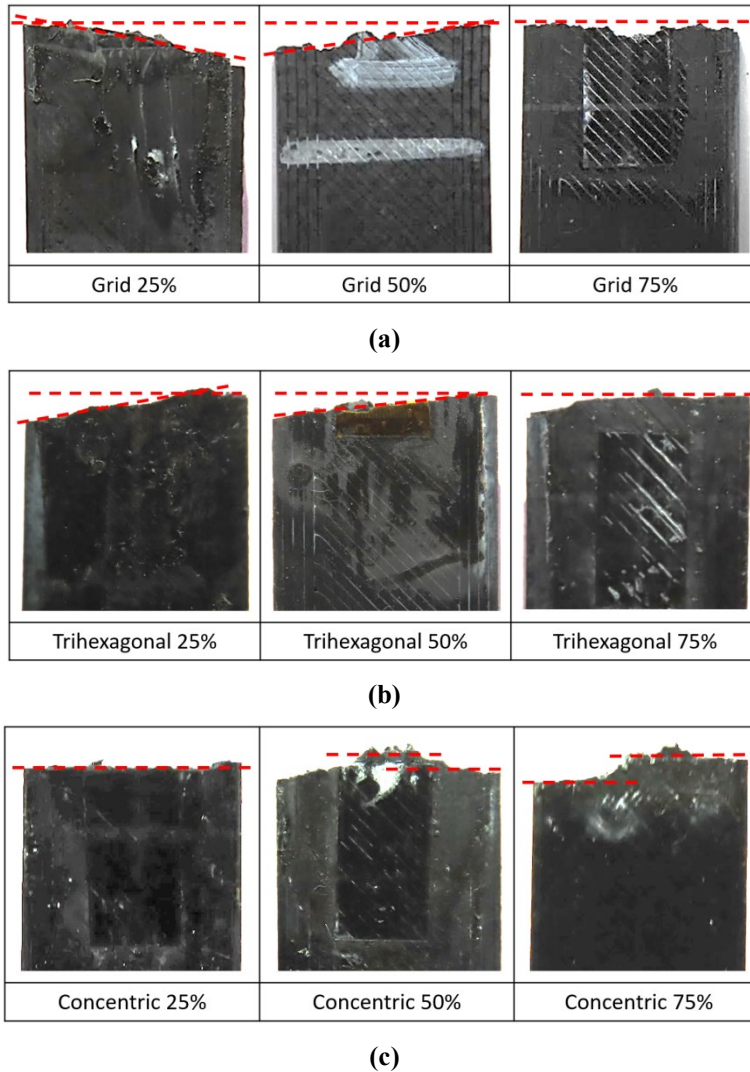 Grid 25% Grid 50% Grid 75%
(a)
Trihexagonal 25% Trihexagonal 50% Trihexagonal 75%
(b)
Concentric 25% Concentric 50% Concentric 75%
(c)